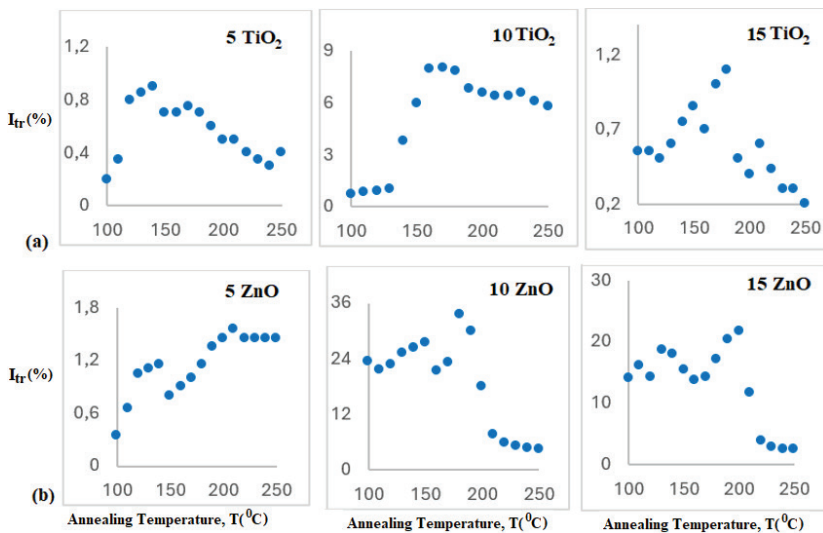 5 TiO₂
10 TiO₂
15 TiO₂
Itr(%)
1,2
0,8
0,4
0
100 150 200 250
9
6
3
0
100 150 200 250
1,2
0,7
0,2
100 150 200 250
(a)
5 ZnO
10 ZnO
15 ZnO
Itr(%)
1,8
1,2
0,6
0
100 150 200 250
36
24
12
0
100 150 200 250
30
20
10
0
100 150 200 250
(b)
Annealing Temperature, T(⁰C)
Annealing Temperature, T(⁰C)
Annealing Temperature, T(⁰C)